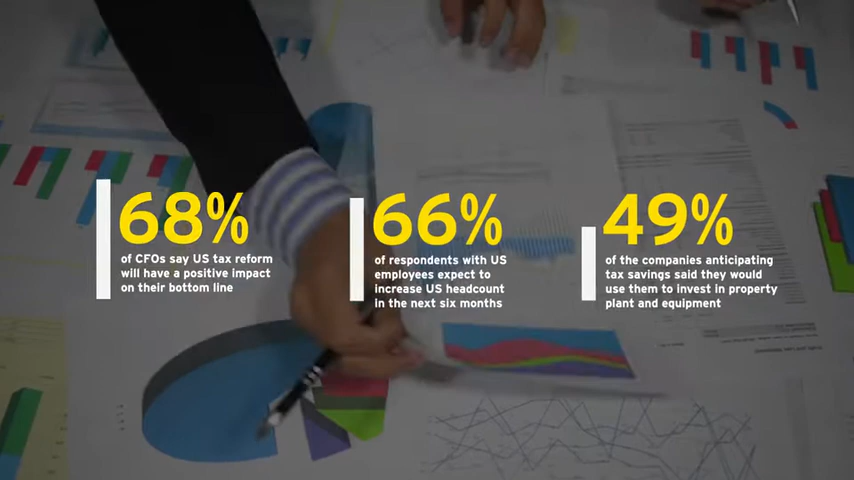 68%
of CFOs say US tax reform
will have a positive impact
on their bottom line
66%
of respondents with US
employees expect to
increase US headcount
in the next six months
49%
of the companies anticipating
tax savings said they would
use them to invest in property
plant and equipment